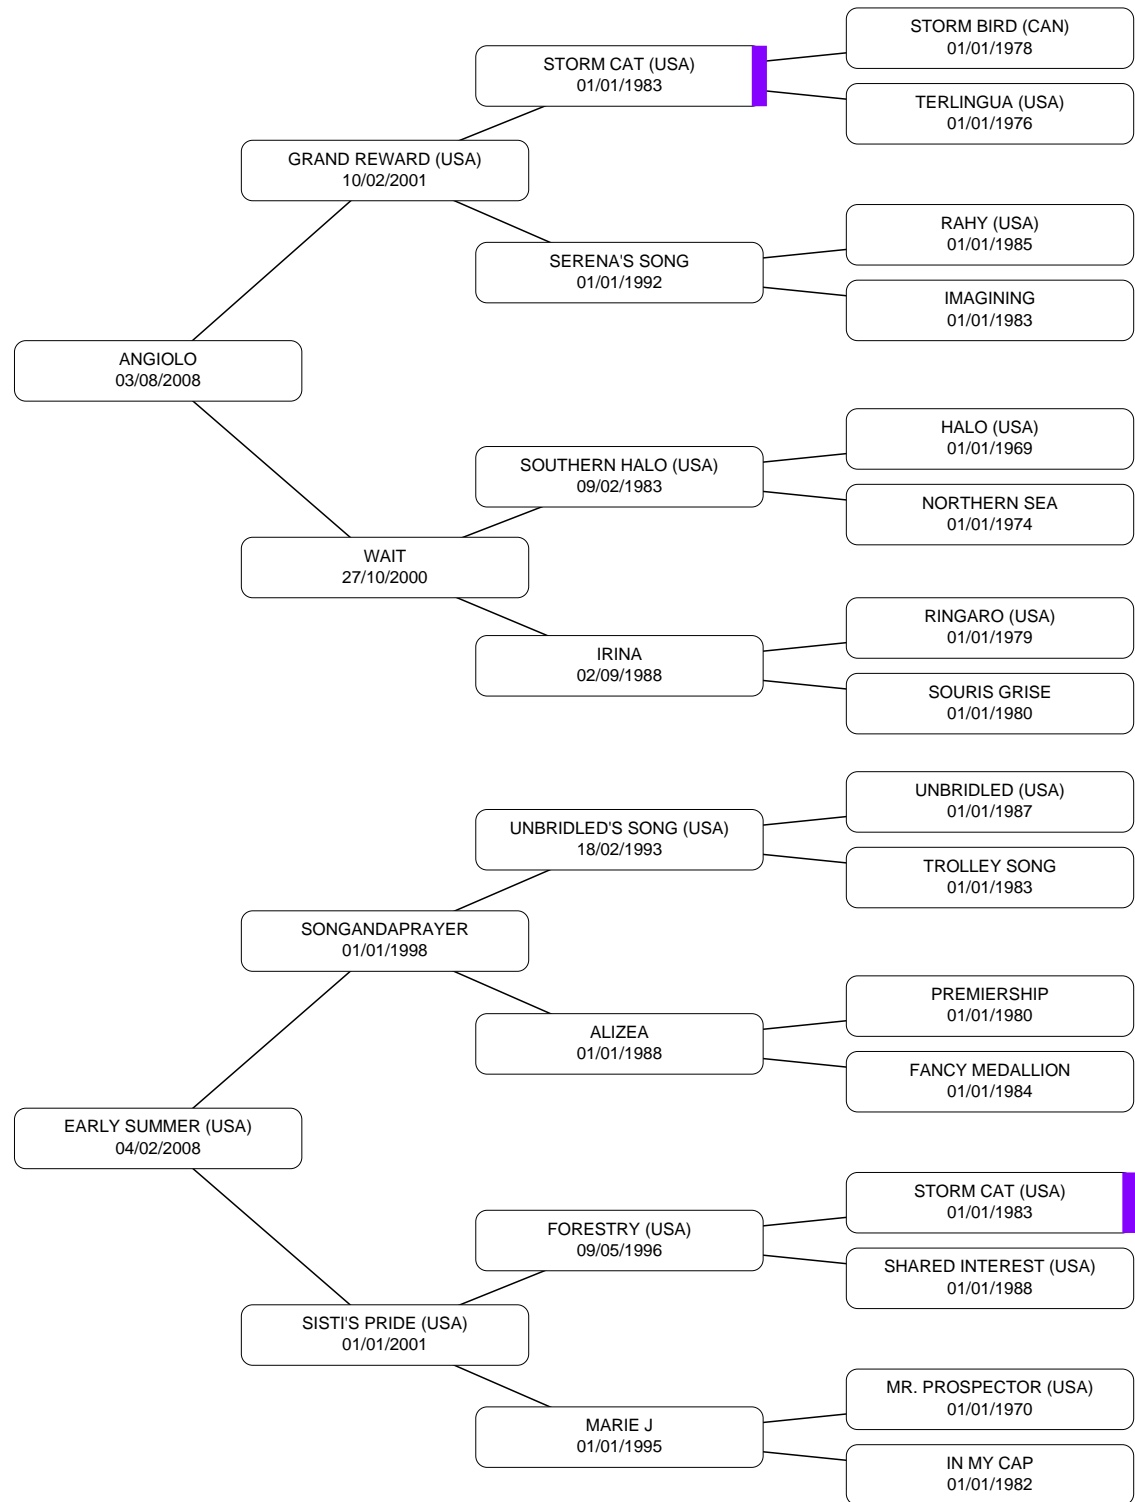 STORM BIRD (CAN)
01/01/1978
STORM CAT (USA)
01/01/1983
TERLINGUA (USA)
01/01/1976
GRAND REWARD (USA)
10/02/2001
RAHY (USA)
01/01/1985
SERENA'S SONG
01/01/1992
IMAGINING
01/01/1983
ANGIOLO
03/08/2008
HALO (USA)
01/01/1969
SOUTHERN HALO (USA)
09/02/1983
NORTHERN SEA
01/01/1974
WAIT
27/10/2000
RINGARO (USA)
01/01/1979
IRINA
02/09/1988
SOURIS GRISE
01/01/1980
UNBRIDLED (USA)
01/01/1987
UNBRIDLED'S SONG (USA)
18/02/1993
TROLLEY SONG
01/01/1983
SONGANDAPRAYER
01/01/1998
PREMIERSHIP
01/01/1980
ALIZEA
01/01/1988
FANCY MEDALLION
01/01/1984
EARLY SUMMER (USA)
04/02/2008
STORM CAT (USA)
01/01/1983
FORESTRY (USA)
09/05/1996
SHARED INTEREST (USA)
01/01/1988
SISTI'S PRIDE (USA)
01/01/2001
MR. PROSPECTOR (USA)
01/01/1970
MARIE J
01/01/1995
IN MY CAP
01/01/1982